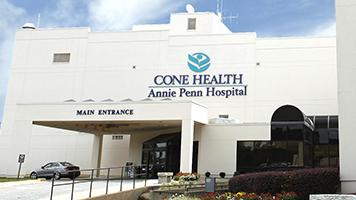 CONE HEALTH
Annie Penn Hospital
MAIN ENTRANCE